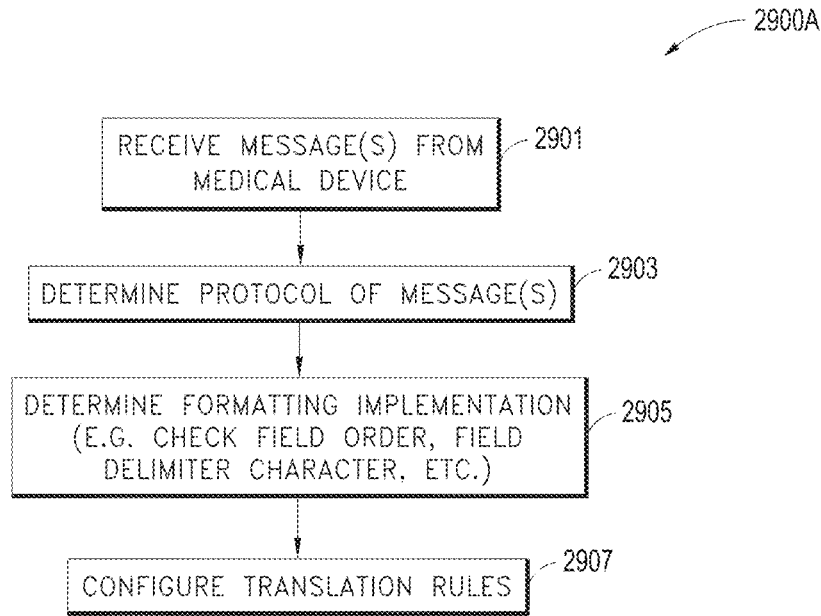 2900A
RECEIVE MESSAGE(S) FROM
MEDICAL DEVICE
2901
DETERMINE PROTOCOL OF MESSAGE(S)
2903
DETERMINE FORMATTING IMPLEMENTATION
(E.G. CHECK FIELD ORDER, FIELD
DELIMITER CHARACTER, ETC.)
2905
CONFIGURE TRANSLATION RULES
2907